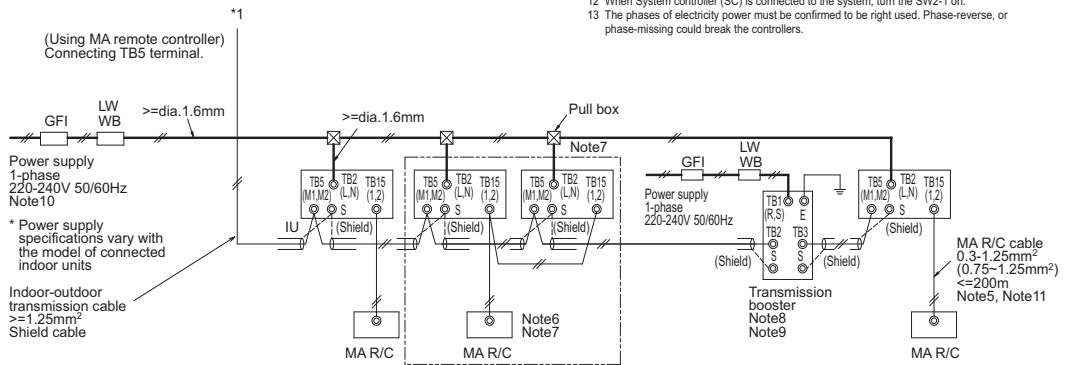 12 When System controller (SC) is connected to the system, turn the SW2-1 on.
13 The phases of electricity power must be confirmed to be right used. Phase-reverse, or
phase-missing could break the controllers.
*1
(Using MA remote controller)
Connecting TB5 terminal.
GFI
LW
WB
>=dia.1.6mm
>=dia.1.6mm
Pull box
Note7
Power supply
1-phase
220-240V 50/60Hz
Note10
* Power supply
specifications vary with
the model of connected
indoor units
Indoor-outdoor
transmission cable
>=1.25mm²
Shield cable
IU
TB5 TB2 TB15
(M1,M2) (L,N) (1,2)
S
(Shield)
MA R/C
TB5 TB2 TB15
(M1,M2) (L,N) (1,2)
S
(Shield)
Note6
Note7
MA R/C
TB5 TB2 TB15
(M1,M2) (L,N) (1,2)
S
(Shield)
GFI
LW
WB
Power supply
1-phase
220-240V 50/60Hz
TB1
(R,S)
E
TB2 TB3
S S
(Shield)
(Shield)
Transmission
booster
Note8
Note9
TB5 TB2 TB15
(M1,M2) (L,N) (1,2)
S
(Shield)
MA R/C cable
0.3-1.25mm²
(0.75~1.25mm²)
<=200m
Note5, Note11
MA R/C